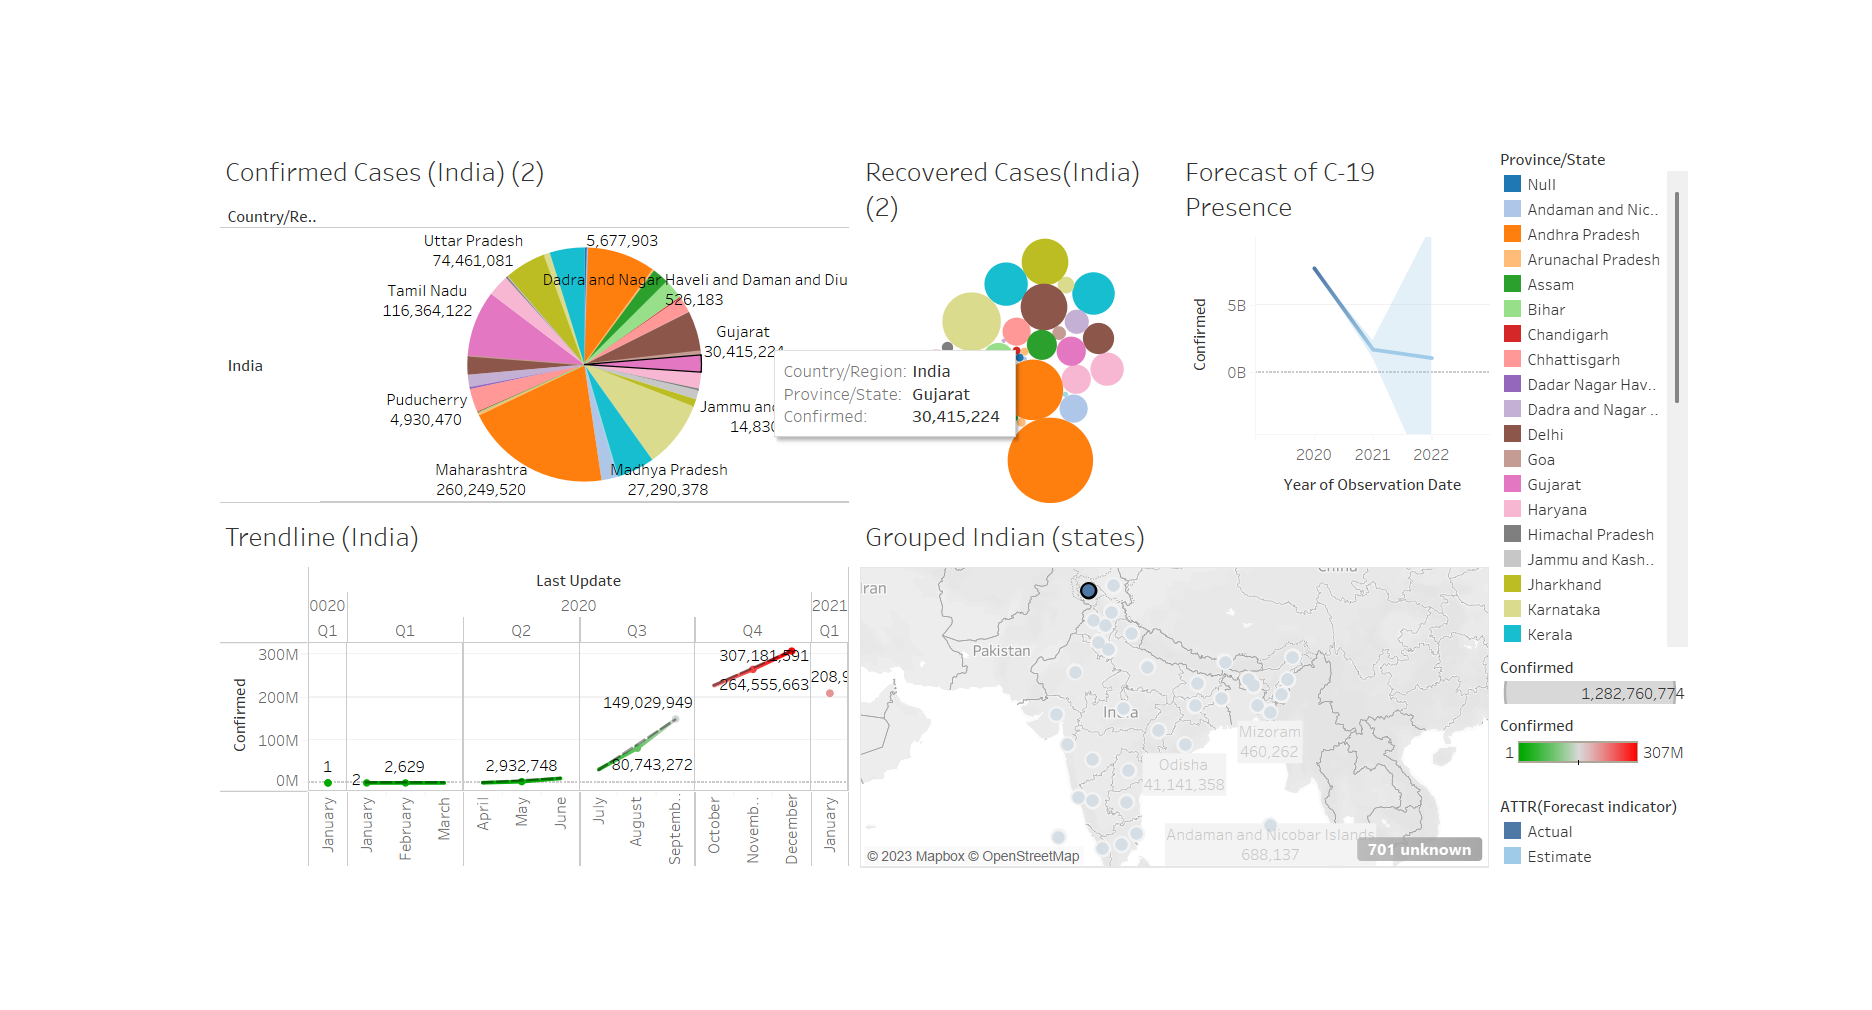 Confirmed Cases (India) (2)
Country/Re..
India
Uttar Pradesh
74,461,081
Tamil Nadu
116,364,122
Puducherry
4,930,470
Maharashtra
260,249,520
5,677,903
Dadra and Nagar Haveli and Daman and Diu
526,183
Gujarat
30,415,224
Jammu and
14,830
Madhya Pradesh
27,290,378
Country/Region: India
Province/State: Gujarat
Confirmed: 30,415,224
Recovered Cases(India)
(2)
Forecast of C-19
Presence
Confirmed
5B
0B
2020 2021 2022
Year of Observation Date
Province/State
Null
Andaman and Nic..
Andhra Pradesh
Arunachal Pradesh
Assam
Bihar
Chandigarh
Chhattisgarh
Dadar Nagar Hav..
Dadra and Nagar ..
Delhi
Goa
Gujarat
Haryana
Himachal Pradesh
Jammu and Kash..
Jharkhand
Karnataka
Kerala
Confirmed
1,282,760,774
Confirmed
1 307M
ATTR(Forecast indicator)
Actual
Estimate
Trendline (India)
Last Update
0020 2020 2021
Q1 Q1 Q2 Q3 Q4 Q1
Confirmed
300M
200M
100M
0M
1
2
2,629
2,932,748
149,029,949
80,743,272
307,181,591
264,555,663
208,9
January
January
February
March
April
May
June
July
August
Septemb..
October
Novemb..
December
January
Grouped Indian (states)
Iran
China
Pakistan
India
Mizoram
460,262
Odisha
41,141,358
Andaman and Nicobar Islands
688,137
701 unknown
© 2023 Mapbox © OpenStreetMap